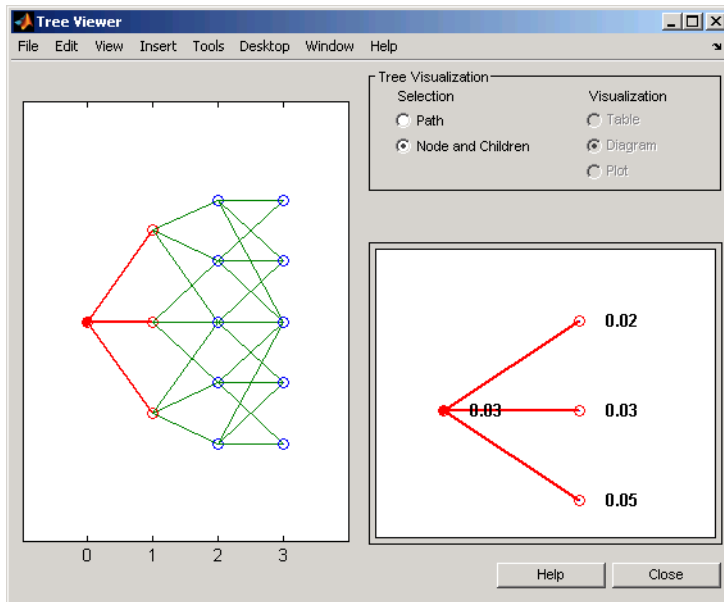 Tree Viewer
File Edit View Insert Tools Desktop Window Help
Tree Visualization
Selection
Visualization
Path
Table
Node and Children
Diagram
Plot
0.02
0.03
0.03
0.05
0 1 2 3
Help
Close